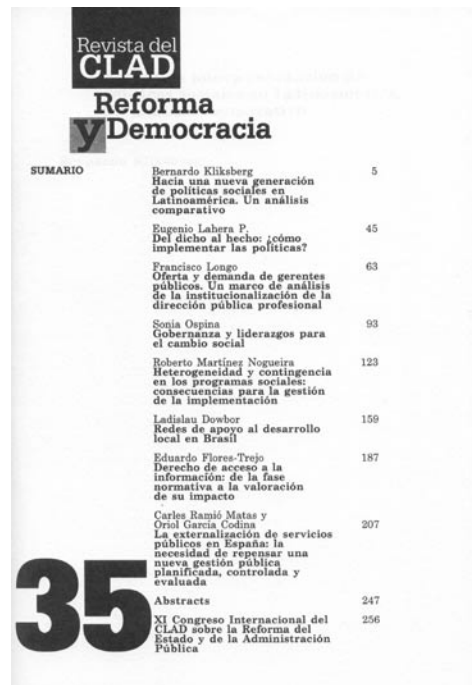 Revista del
CLAD
Reforma
y Democracia
SUMARIO
Bernardo Kliksberg 5
Hacia una nueva generación
de políticas sociales en
Latinoamérica. Un análisis
comparativo
Eugenio Lahera P. 45
Del dicho al hecho: ¿cómo
implementar las políticas?
Francisco Longo 63
Oferta y demanda de gerentes
públicos. Un marco de análisis
de la institucionalización de la
dirección pública profesional
Sonia Ospina 93
Gobernanza y liderazgos para
el cambio social
Roberto Martínez Nogueira 123
Heterogeneidad y contingencia
en los programas sociales:
consecuencias para la gestión
de la implementación
Ladislau Dowbor 159
Redes de apoyo al desarrollo
local en Brasil
Eduardo Flores-Trejo 187
Derecho de acceso a la
información: de la fase
normativa a la valoración
de su impacto
Carles Ramió Matas y
Oriol García Codina 207
La externalización de servicios
públicos en España: la
necesidad de repensar una
nueva gestión pública
planificada, controlada y
evaluada
Abstracts 247
XI Congreso Internacional del 256
CLAD sobre la Reforma del
Estado y de la Administración
Pública
35